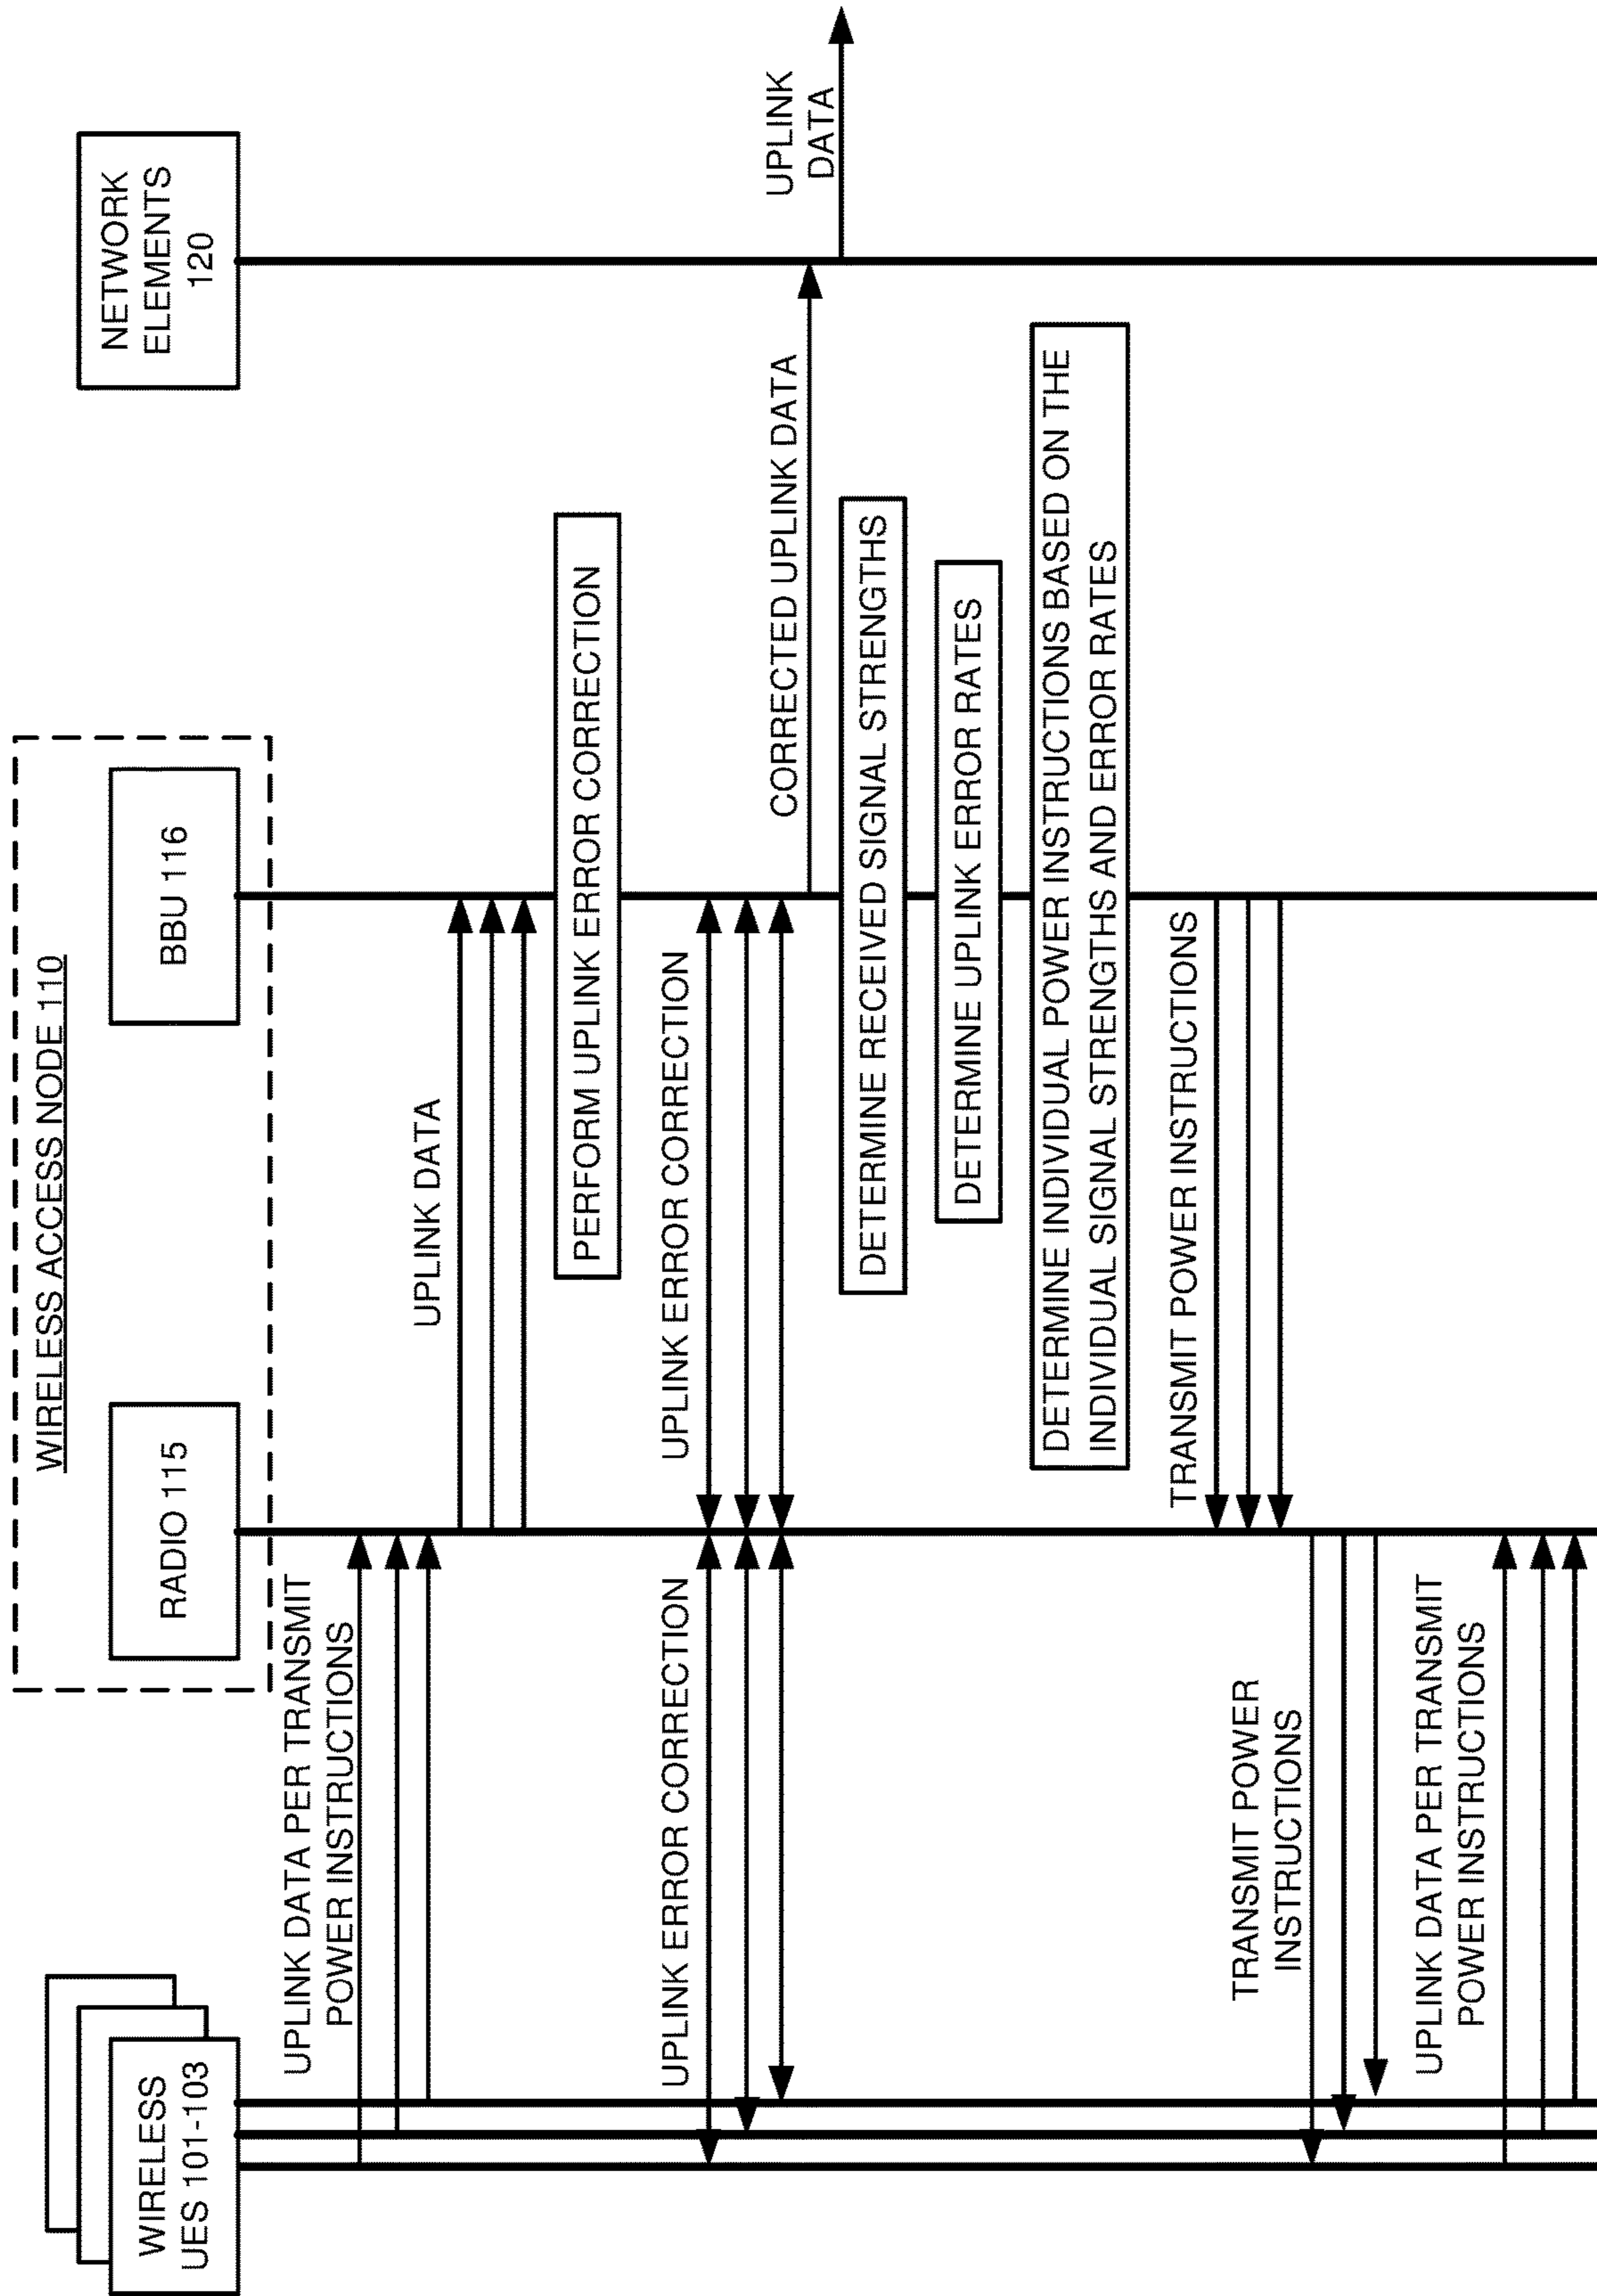 WIRELESS
UES 101-103
WIRELESS ACCESS NODE 110
RADIO 115
BBU 116
NETWORK
ELEMENTS
120
UPLINK DATA PER TRANSMIT
POWER INSTRUCTIONS
UPLINK DATA
PERFORM UPLINK ERROR CORRECTION
UPLINK ERROR CORRECTION
UPLINK ERROR CORRECTION
CORRECTED UPLINK DATA
UPLINK
DATA
DETERMINE RECEIVED SIGNAL STRENGTHS
DETERMINE UPLINK ERROR RATES
DETERMINE INDIVIDUAL POWER INSTRUCTIONS BASED ON THE
INDIVIDUAL SIGNAL STRENGTHS AND ERROR RATES
TRANSMIT POWER INSTRUCTIONS
TRANSMIT POWER
INSTRUCTIONS
UPLINK DATA PER TRANSMIT
POWER INSTRUCTIONS